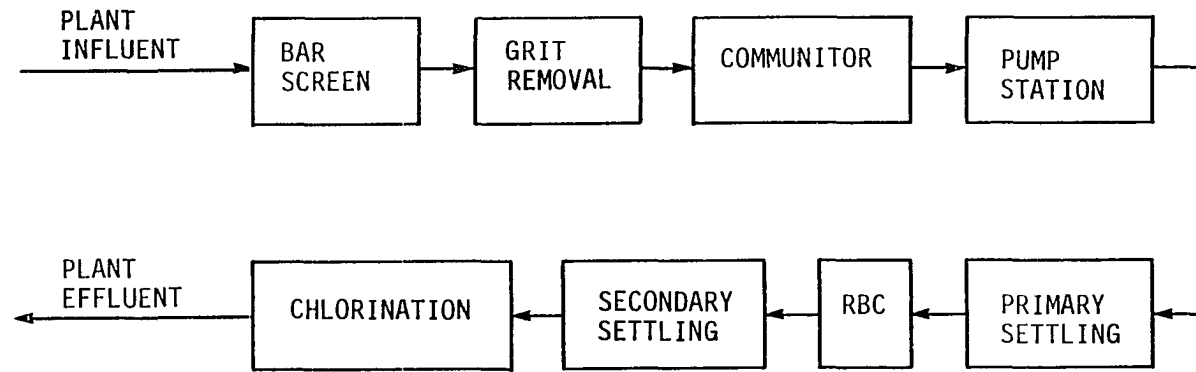 PLANT
INFLUENT
BAR
SCREEN
GRIT
REMOVAL
COMMUNITOR
PUMP
STATION
PLANT
EFFLUENT
CHLORINATION
SECONDARY
SETTLING
RBC
PRIMARY
SETTLING